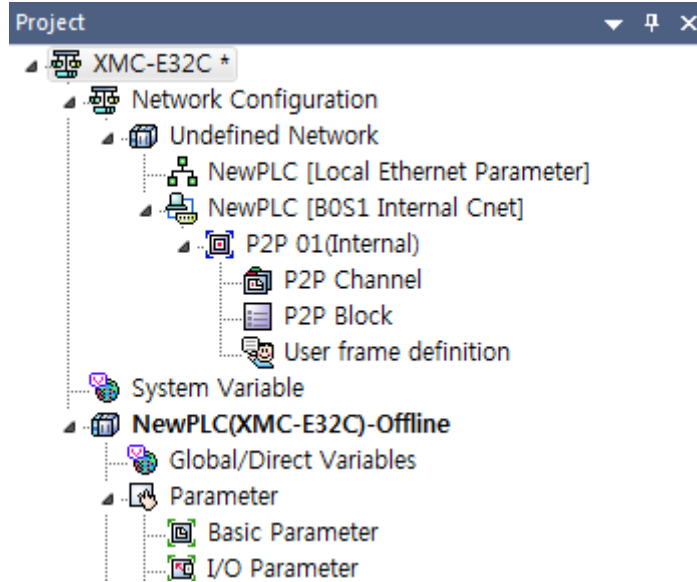 Project
XMC-E32C *
Network Configuration
Undefined Network
NewPLC [Local Ethernet Parameter]
NewPLC [B0S1 Internal Cnet]
P2P 01(Internal)
P2P Channel
P2P Block
User frame definition
System Variable
NewPLC(XMC-E32C)-Offline
Global/Direct Variables
Parameter
Basic Parameter
I/O Parameter